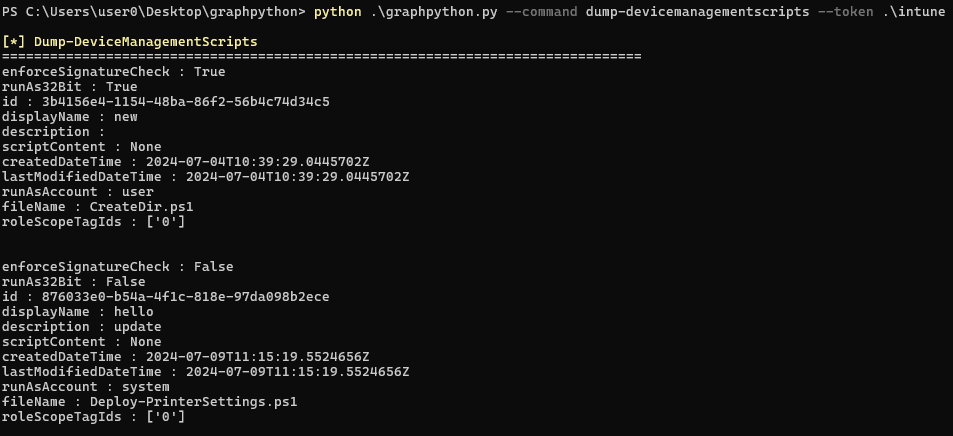 PS C:\Users\user0\Desktop\graphpython> python .\graphpython.py --command dump-devicemanagementscripts --token .\intune
[*] Dump-DeviceManagementScripts
================================================================================
enforceSignatureCheck : True
runAs32Bit : True
id : 3b4156e4-1154-48ba-86f2-56b4c74d34c5
displayName : new
description :
scriptContent : None
createdDateTime : 2024-07-04T10:39:29.0445702Z
lastModifiedDateTime : 2024-07-04T10:39:29.0445702Z
runAsAccount : user
fileName : CreateDir.ps1
roleScopeTagIds : ['0']
enforceSignatureCheck : False
runAs32Bit : False
id : 876033e0-b54a-4f1c-818e-97da098b2ece
displayName : hello
description : update
scriptContent : None
createdDateTime : 2024-07-09T11:15:19.5524656Z
lastModifiedDateTime : 2024-07-09T11:15:19.5524656Z
runAsAccount : system
fileName : Deploy-PrinterSettings.ps1
roleScopeTagIds : ['0']